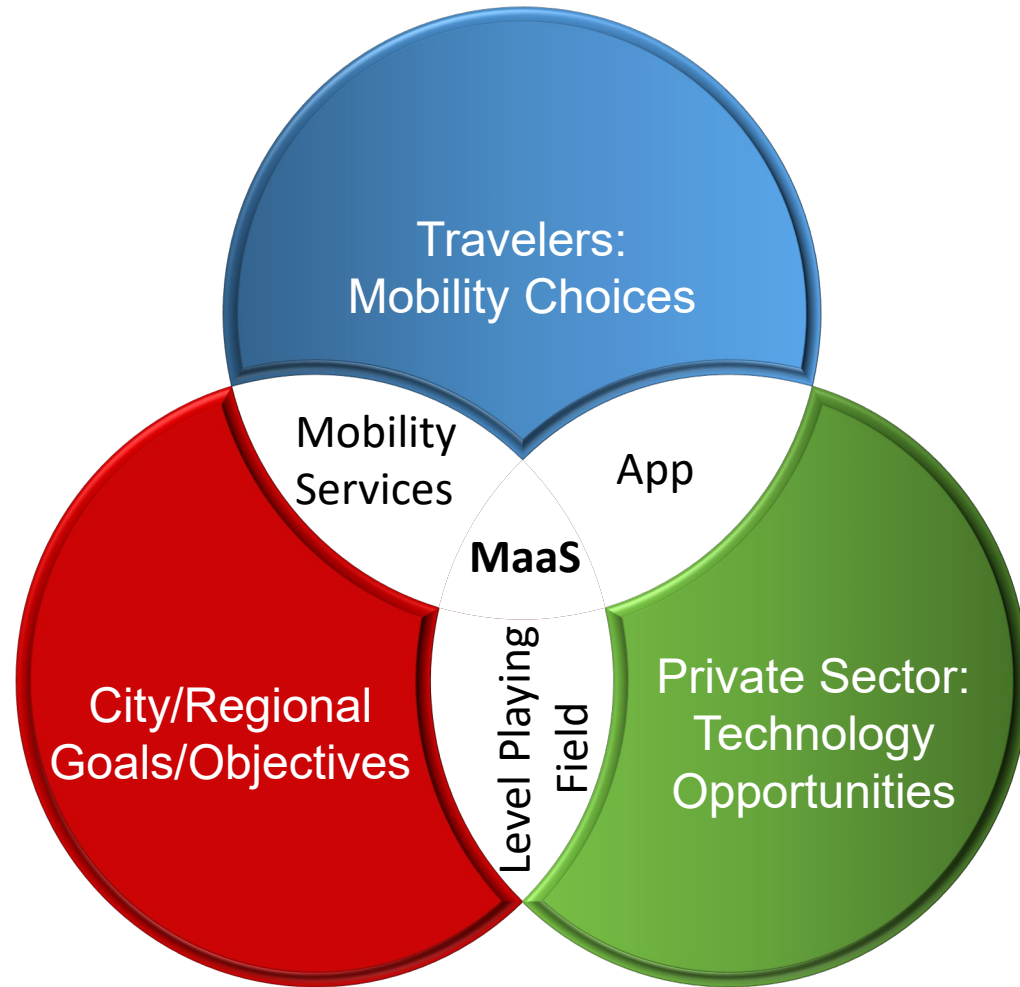 Travelers:
Mobility Choices
Mobility
Services
App
MaaS
Level Playing
Field
City/Regional
Goals/Objectives
Private Sector:
Technology
Opportunities